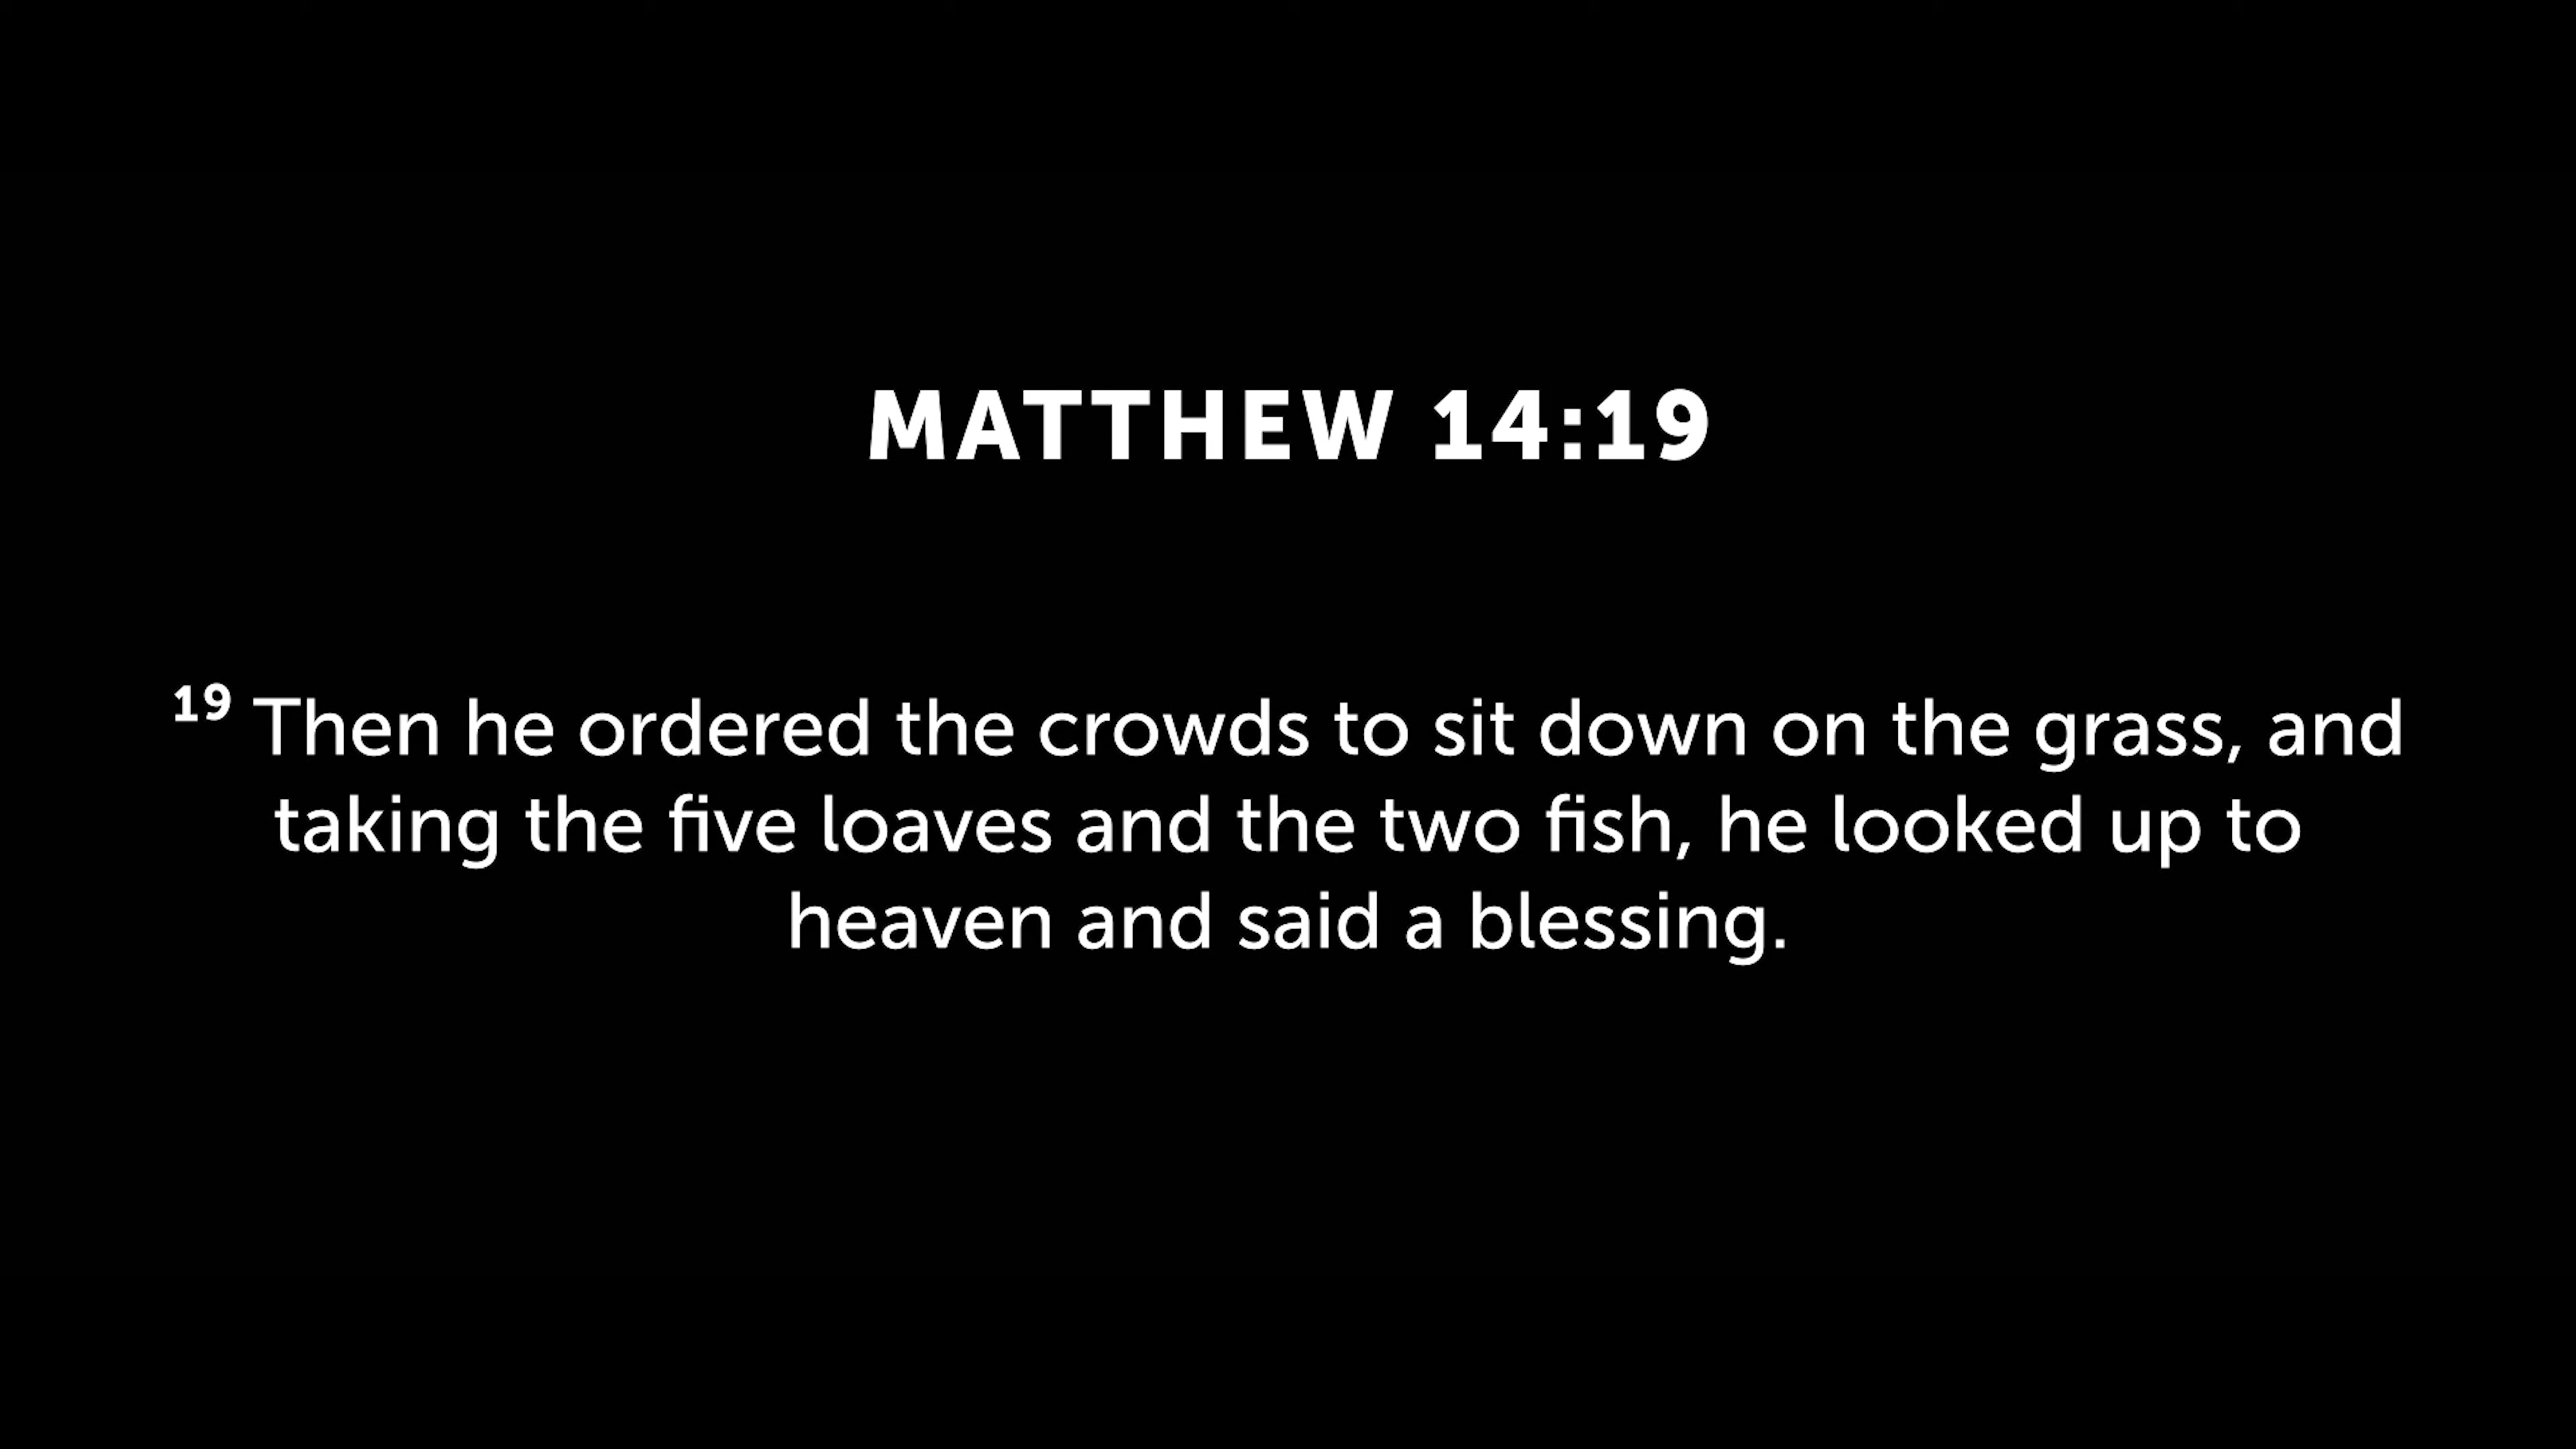 MATTHEW 14:19
19 Then he ordered the crowds to sit down on the grass, and
taking the five loaves and the two fish, he looked up to
heaven and said a blessing.